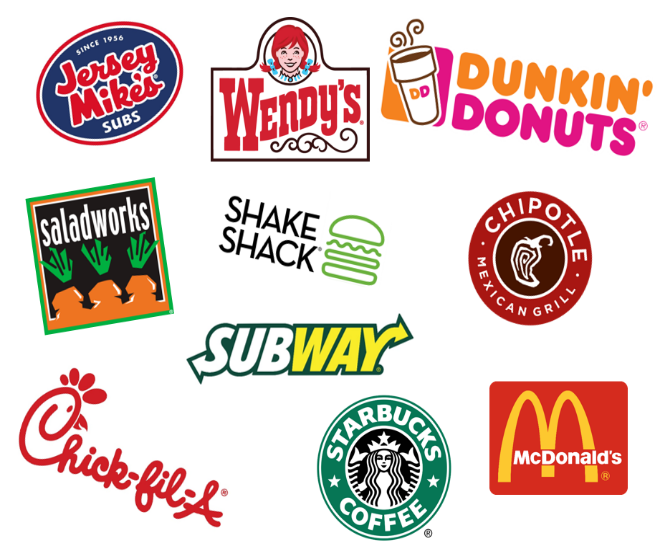 SINCE 1956
Jersey
Mike's®
SUBS
Wendy's®
DD
DUNKIN'
DONUTS®
saladworks®
SHAKE
SHACK®
CHIPOTLE
MEXICAN GRILL
SUBWAY®
Chick-fil-A®
STARBUCKS
COFFEE
®
McDonald's
®